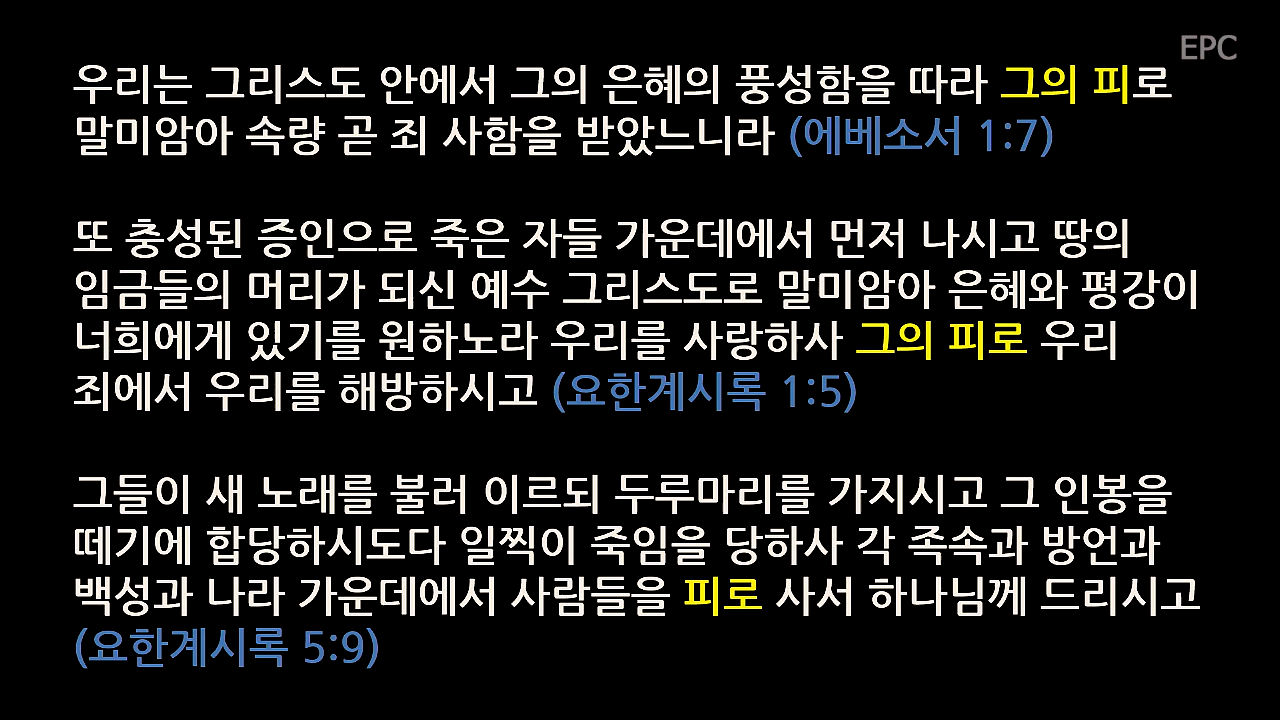 EPC
우리는 그리스도 안에서 그의 은혜의 풍성함을 따라 그의 피로
말미암아 속량 곧 죄 사함을 받았느니라 (에베소서 1:7)
또 충성된 증인으로 죽은 자들 가운데에서 먼저 나시고 땅의
임금들의 머리가 되신 예수 그리스도로 말미암아 은혜와 평강이
너희에게 있기를 원하노라 우리를 사랑하사 그의 피로 우리
죄에서 우리를 해방하시고 (요한계시록 1:5)
그들이 새 노래를 불러 이르되 두루마리를 가지시고 그 인봉을
떼기에 합당하시도다 일찍이 죽임을 당하사 각 족속과 방언과
백성과 나라 가운데에서 사람들을 피로 사서 하나님께 드리시고
(요한계시록 5:9)